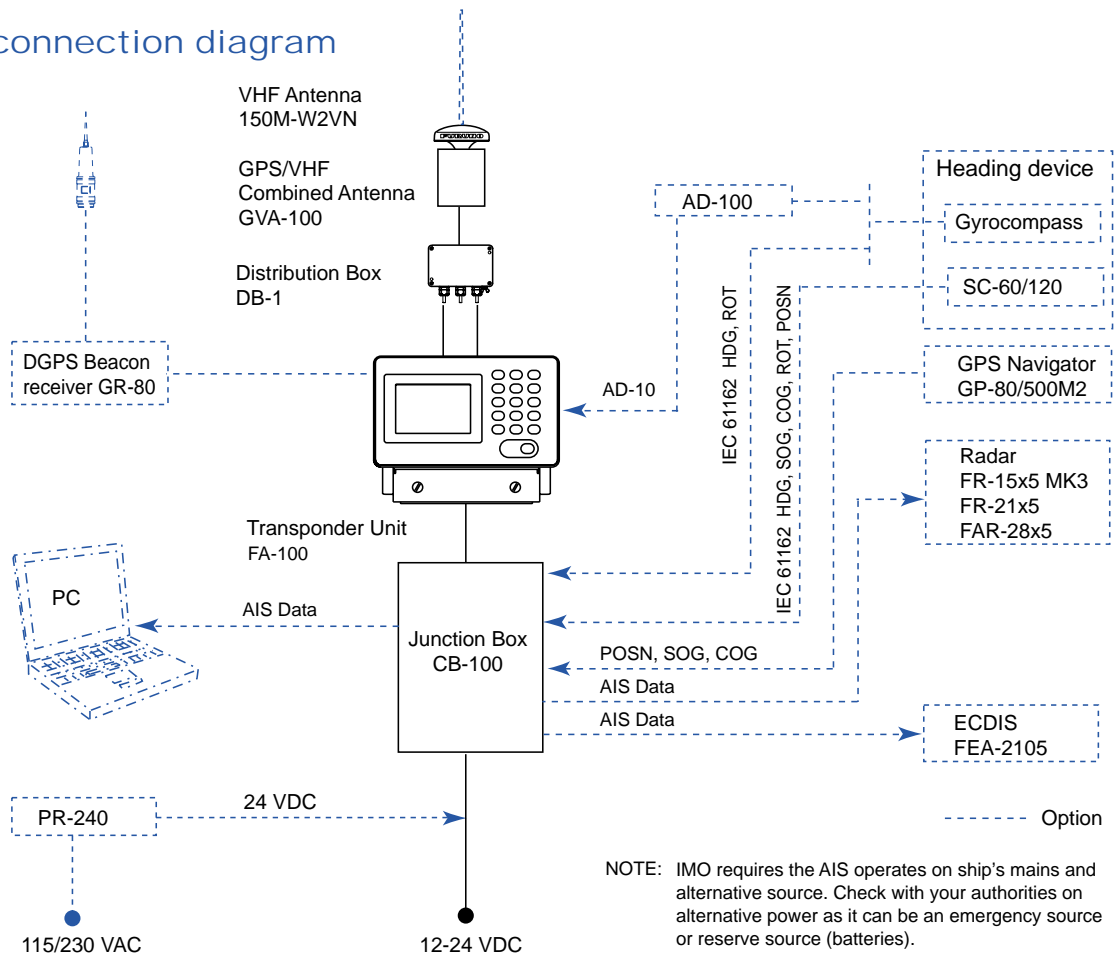 connection diagram
VHF Antenna
150M-W2VN
FURUNO
GPS/VHF
Combined Antenna
GVA-100
Distribution Box
DB-1
DGPS Beacon
receiver GR-80
AD-100
AD-10
Heading device
Gyrocompass
SC-60/120
GPS Navigator
GP-80/500M2
Radar
FR-15x5 MK3
FR-21x5
FAR-28x5
IEC 61162 HDG, ROT
IEC 61162 HDG, SOG, COG, ROT, POSN
Transponder Unit
FA-100
PC
AIS Data
Junction Box
CB-100
POSN, SOG, COG
AIS Data
AIS Data
ECDIS
FEA-2105
PR-240
24 VDC
Option
115/230 VAC
12-24 VDC
NOTE: IMO requires the AIS operates on ship's mains and
alternative source. Check with your authorities on
alternative power as it can be an emergency source
or reserve source (batteries).